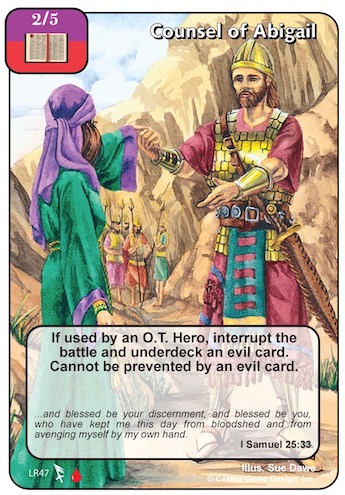 2/5
Counsel of Abigail
If used by an O.T. Hero, interrupt the
battle and underdeck an evil card.
Cannot be prevented by an evil card.
...and blessed be your discernment, and blessed be you,
who have kept me this day from bloodshed and from
avenging myself by my own hand.
I Samuel 25:33
LR47
Illus. Sue Dawe
© Cactus Game Design, Inc.